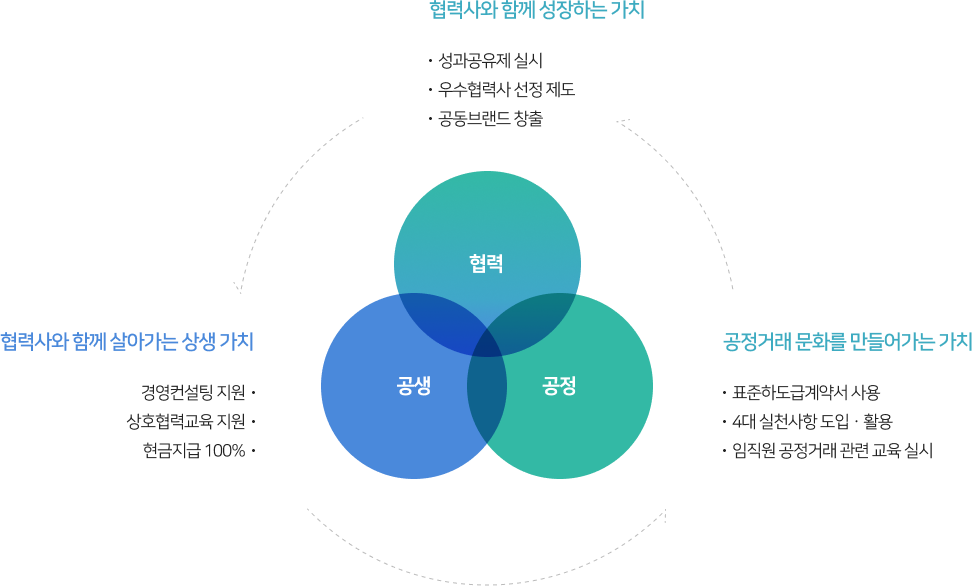 협력사와 함께 성장하는 가치
· 성과공유제 실시
· 우수협력사 선정 제도
· 공동브랜드 창출
협력
공생
공정
협력사와 함께 살아가는 상생 가치
경영컨설팅 지원 ·
상호협력교육 지원 ·
현금지급 100% ·
공정거래 문화를 만들어가는 가치
· 표준하도급계약서 사용
· 4대 실천사항 도입 · 활용
· 임직원 공정거래 관련 교육 실시